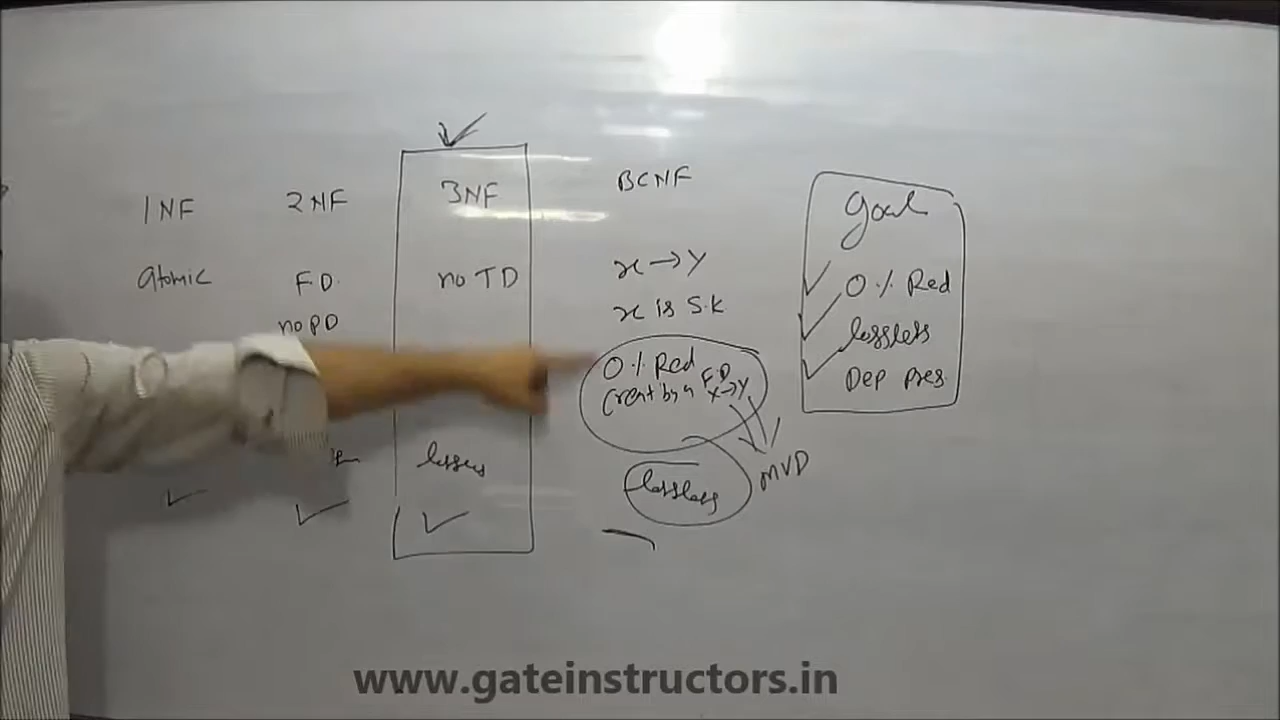 1NF 2NF 3NF BCNF
Atomic F.D. no TD x → y
no PD x is S.K
0% Red
by a F.D
x → y
lossless
MVD
Goal
0% Red
lossless
Dep pres.
www.gateinstructors.in